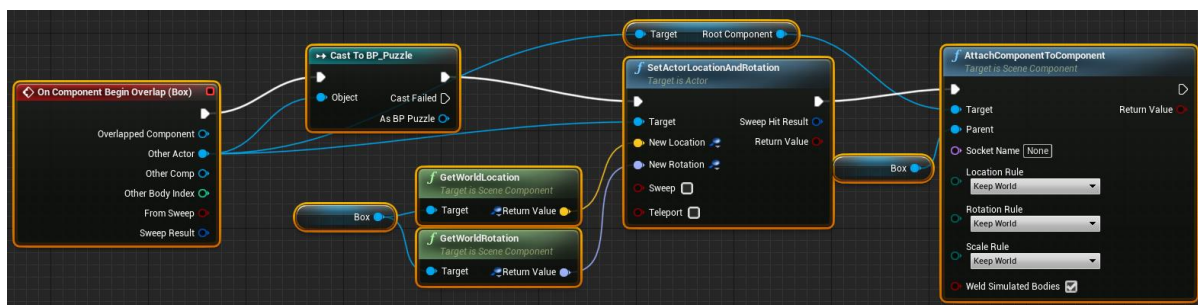 On Component Begin Overlap (Box)
Overlapped Component
Other Actor
Other Comp
Other Body Index
From Sweep
Sweep Result
Cast To BP_Puzzle
Object
Cast Failed
As BP Puzzle
Box
GetWorldLocation
Target is Scene Component
Target
Return Value
GetWorldRotation
Target is Scene Component
Target
Return Value
Target
Root Component
SetActorLocationAndRotation
Target is Actor
Target
Sweep Hit Result
New Location
Return Value
New Rotation
Sweep
Teleport
Box
AttachComponentToComponent
Target is Scene Component
Target
Return Value
Parent
Socket Name None
Location Rule
Keep World
Rotation Rule
Keep World
Scale Rule
Keep World
Weld Simulated Bodies